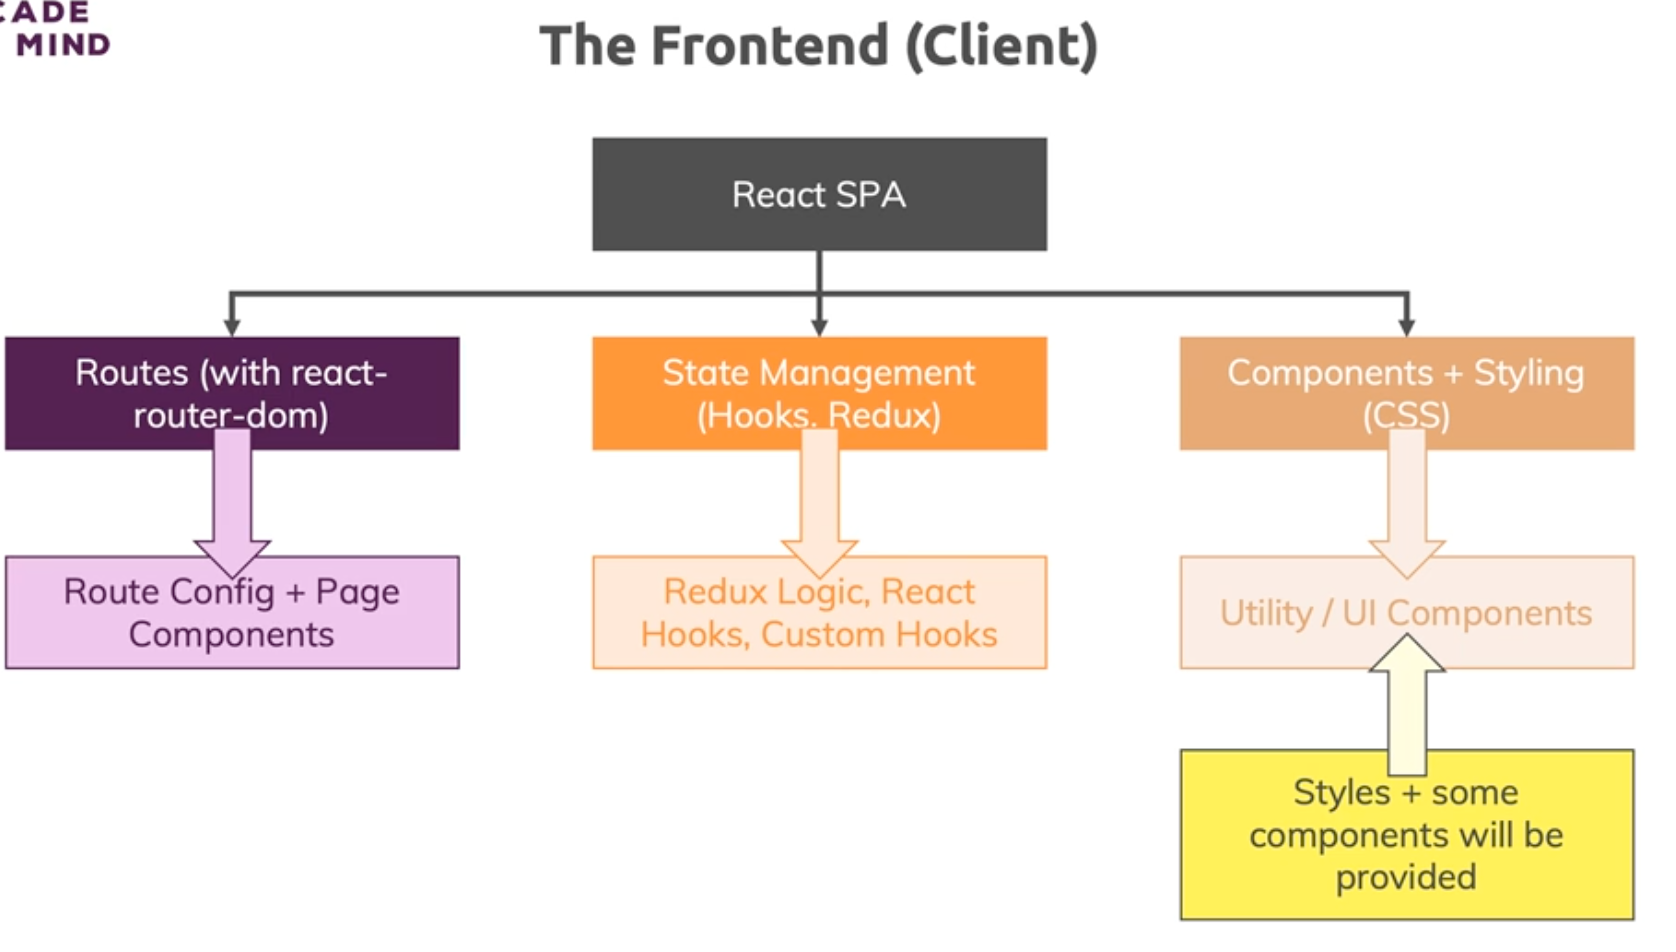 CADE
MIND
The Frontend (Client)
React SPA
Routes (with react-
router-dom)
State Management
(Hooks, Redux)
Components + Styling
(CSS)
Route Config + Page
Components
Redux Logic, React
Hooks, Custom Hooks
Utility / UI Components
Styles + some
components will be
provided